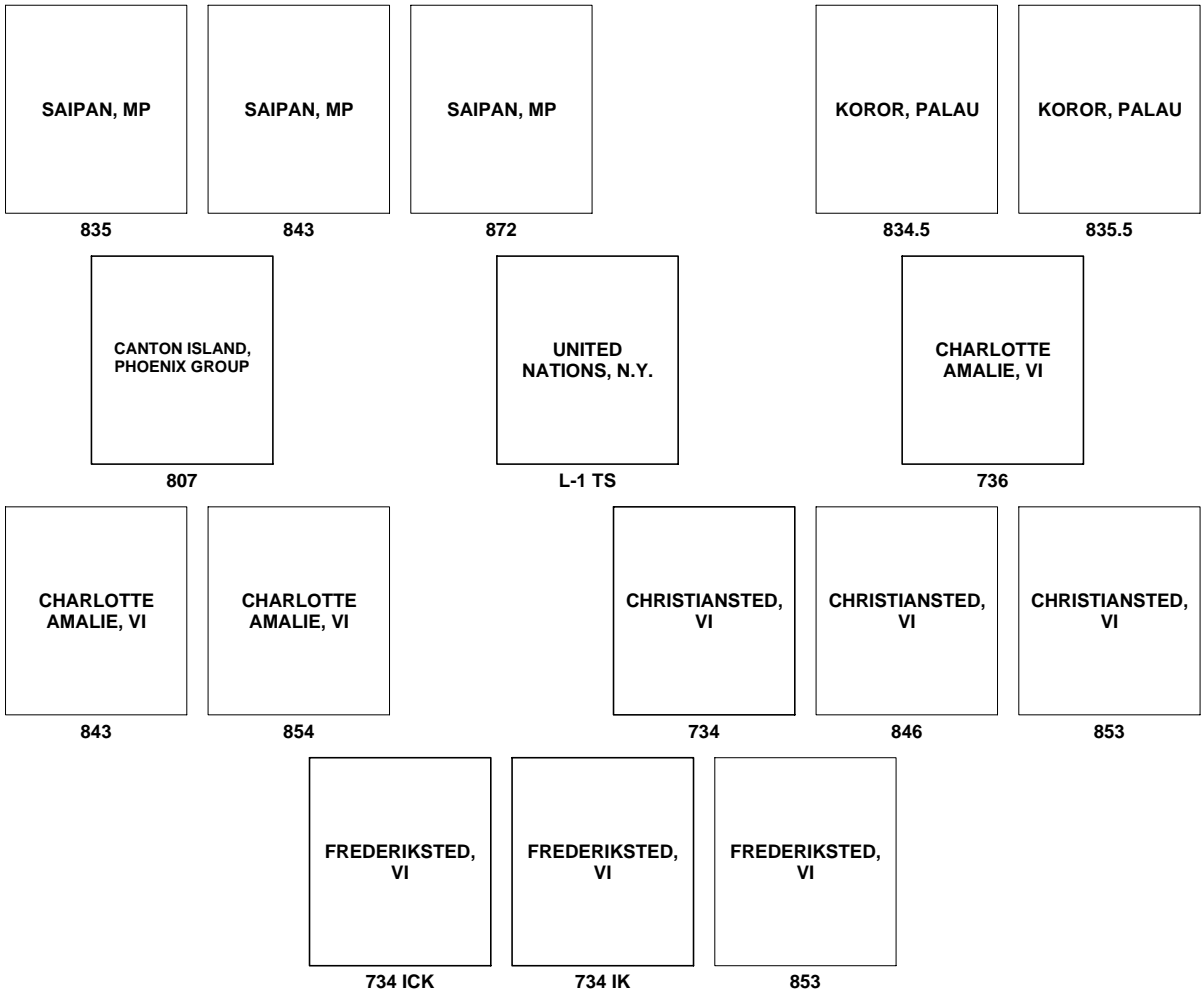 SAIPAN, MP
835
SAIPAN, MP
843
SAIPAN, MP
872
KOROR, PALAU
834.5
KOROR, PALAU
835.5
CANTON ISLAND,
PHOENIX GROUP
807
UNITED
NATIONS, N.Y.
L-1 TS
CHARLOTTE
AMALIE, VI
736
CHARLOTTE
AMALIE, VI
843
CHARLOTTE
AMALIE, VI
854
CHRISTIANSTED,
VI
734
CHRISTIANSTED,
VI
846
CHRISTIANSTED,
VI
853
FREDERIKSTED,
VI
734 ICK
FREDERIKSTED,
VI
734 IK
FREDERIKSTED,
VI
853